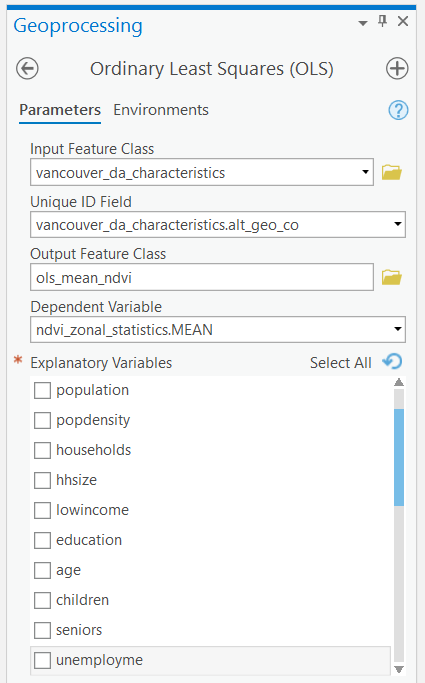 Geoprocessing
Ordinary Least Squares (OLS)
Parameters Environments
Input Feature Class
vancouver_da_characteristics
Unique ID Field
vancouver_da_characteristics.alt_geo_co
Output Feature Class
ols_mean_ndvi
Dependent Variable
ndvi_zonal_statistics.MEAN
* Explanatory Variables Select All
population
popdensity
households
hhsize
lowincome
education
age
children
seniors
unemployme